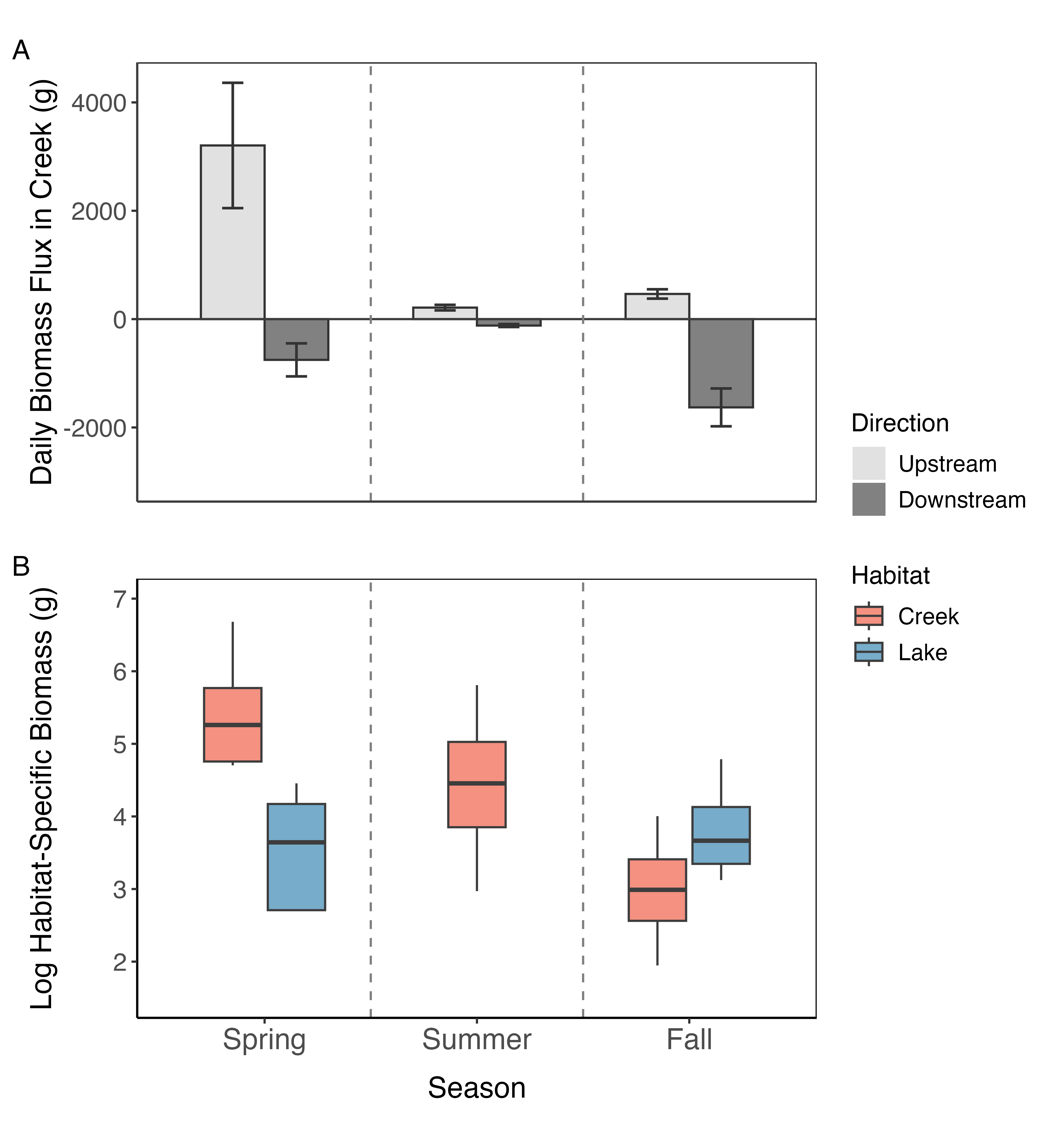 A
Daily Biomass Flux in Creek (g)
4000
2000
0
-2000
Direction
Upstream
Downstream
B
Log Habitat-Specific Biomass (g)
7
6
5
4
3
2
Habitat
Creek
Lake
Spring
Summer
Fall
Season